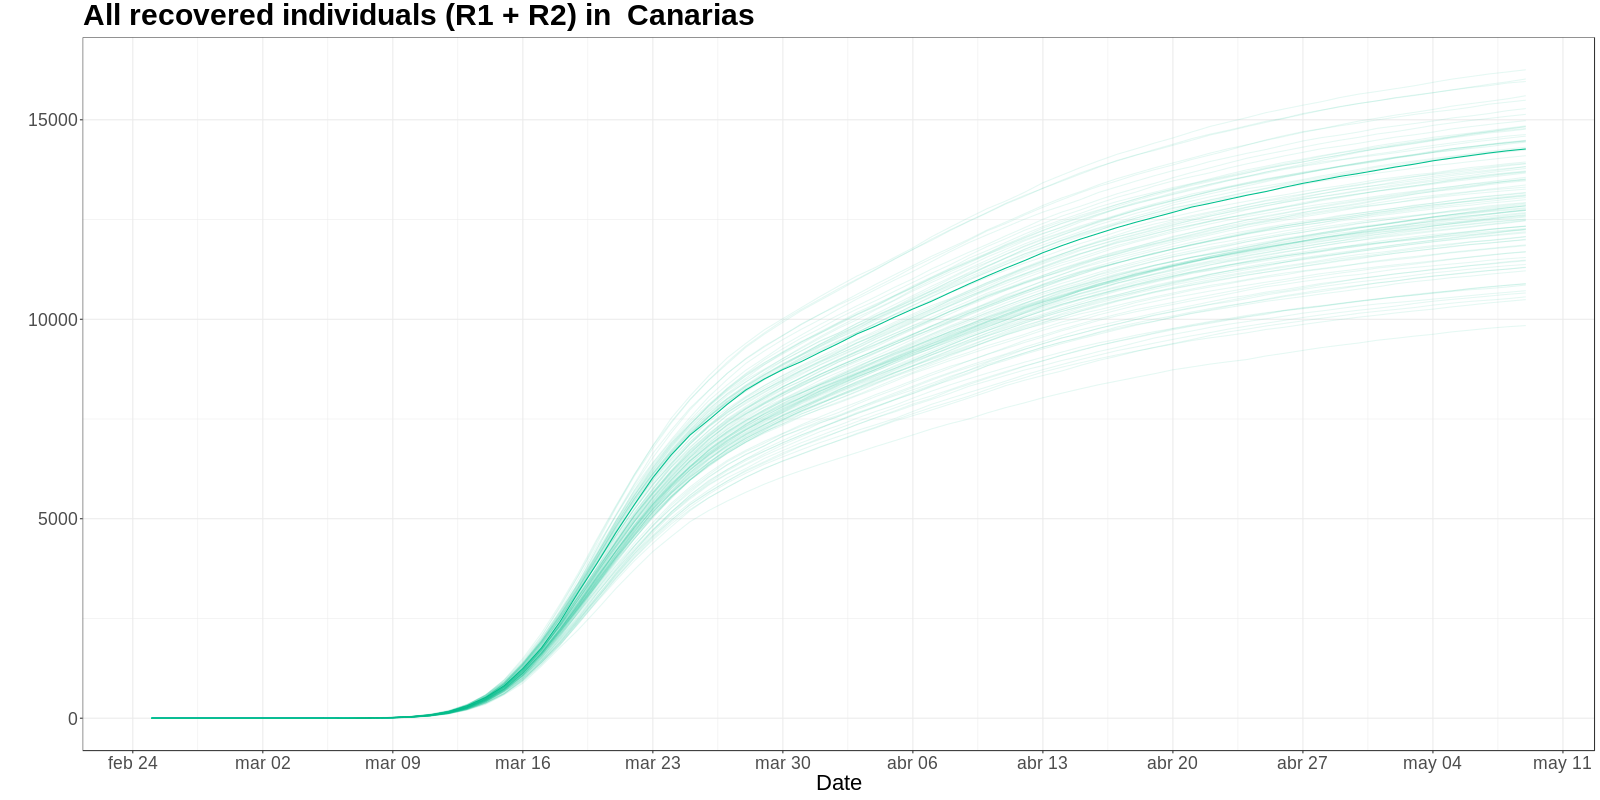 All recovered individuals (R1 + R2) in  Canarias
15000
10000
5000
0
feb 24 mar 02 mar 09 mar 16 mar 23 mar 30 abr 06 abr 13 abr 20 abr 27 may 04 may 11
Date